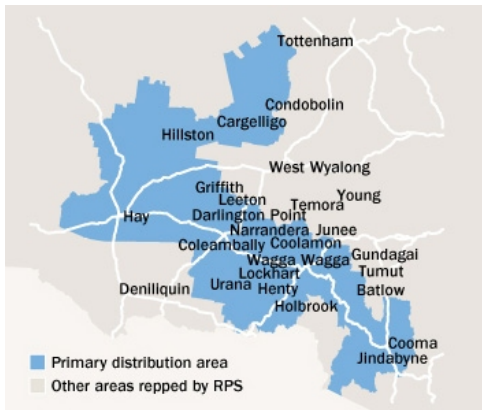 Tottenham
Condobolin
Cargelligo
Hillston
West Wyalong
Griffith
Young
Leeton
Temora
Darlington Point
Hay
Narrandera Junee
Coleambally Coolamon
Gundagai
Wagga Wagga
Tumut
Lockhart
Urana
Henty
Deniliquin
Batlow
Holbrook
Cooma
Jindabyne
Primary distribution area
Other areas repped by RPS